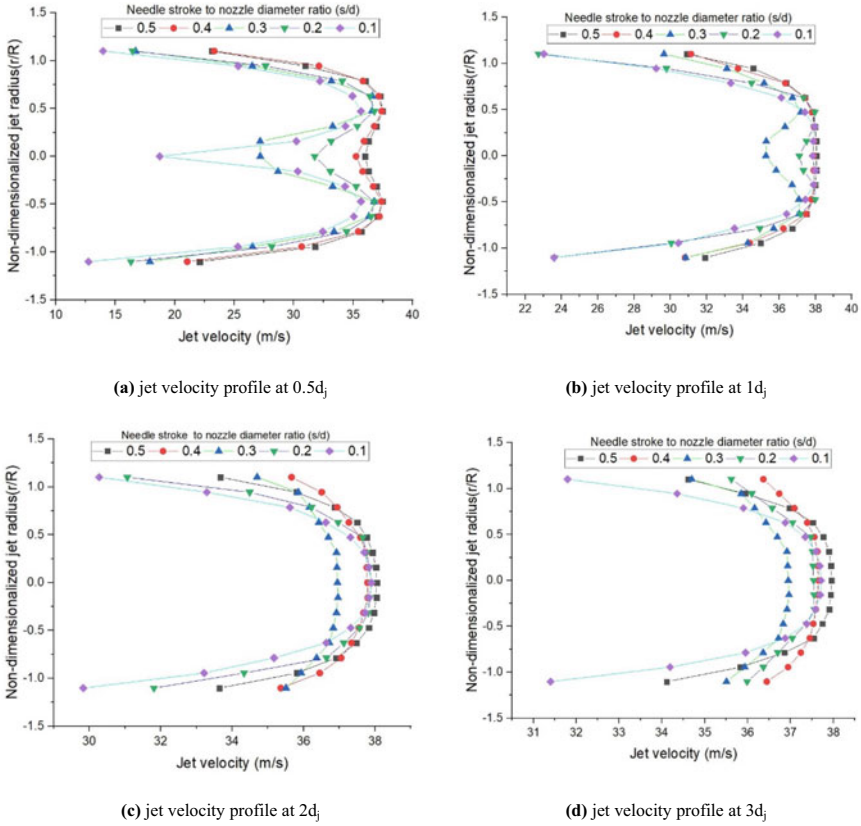 Needle stroke to nozzle diameter ratio (s/d)
0.5 0.4 0.3 0.2 0.1
Non-dimensionalized jet radius(r/R)
1.5
1.0
0.5
0.0
-0.5
-1.0
-1.5
10 15 20 25 30 35 40
Jet velocity (m/s)
(a) jet velocity profile at 0.5dj
Needle stroke to nozzle diameter ratio (s/d)
0.5 0.4 0.3 0.2 0.1
Non-dimensionalized jet radius(r/R)
1.5
1.0
0.5
0.0
-0.5
-1.0
-1.5
22 24 26 28 30 32 34 36 38 40
Jet velocity (m/s)
(b) jet velocity profile at 1dj
Needle stroke to nozzle diameter ratio (s/d)
0.5 0.4 0.3 0.2 0.1
Non-dimensionalized jet radius(r/R)
1.5
1.0
0.5
0.0
-0.5
-1.0
-1.5
30 32 34 36 38
Jet velocity (m/s)
(c) jet velocity profile at 2dj
Needle stroke to nozzle diameter ratio (s/d)
0.5 0.4 0.3 0.2 0.1
Non-dimensionalized jet radius(r/R)
1.5
1.0
0.5
0.0
-0.5
-1.0
-1.5
31 32 33 34 35 36 37 38
Jet velocity (m/s)
(d) jet velocity profile at 3dj